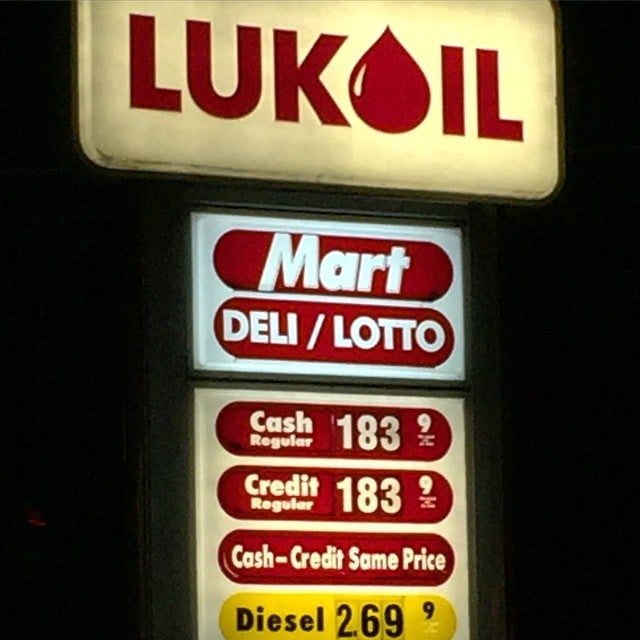 LUKOIL
Mart
DELI / LOTTO
Cash Regular 183 9
Credit Regular 183 9
Cash-Credit Same Price
Diesel 2.69 9